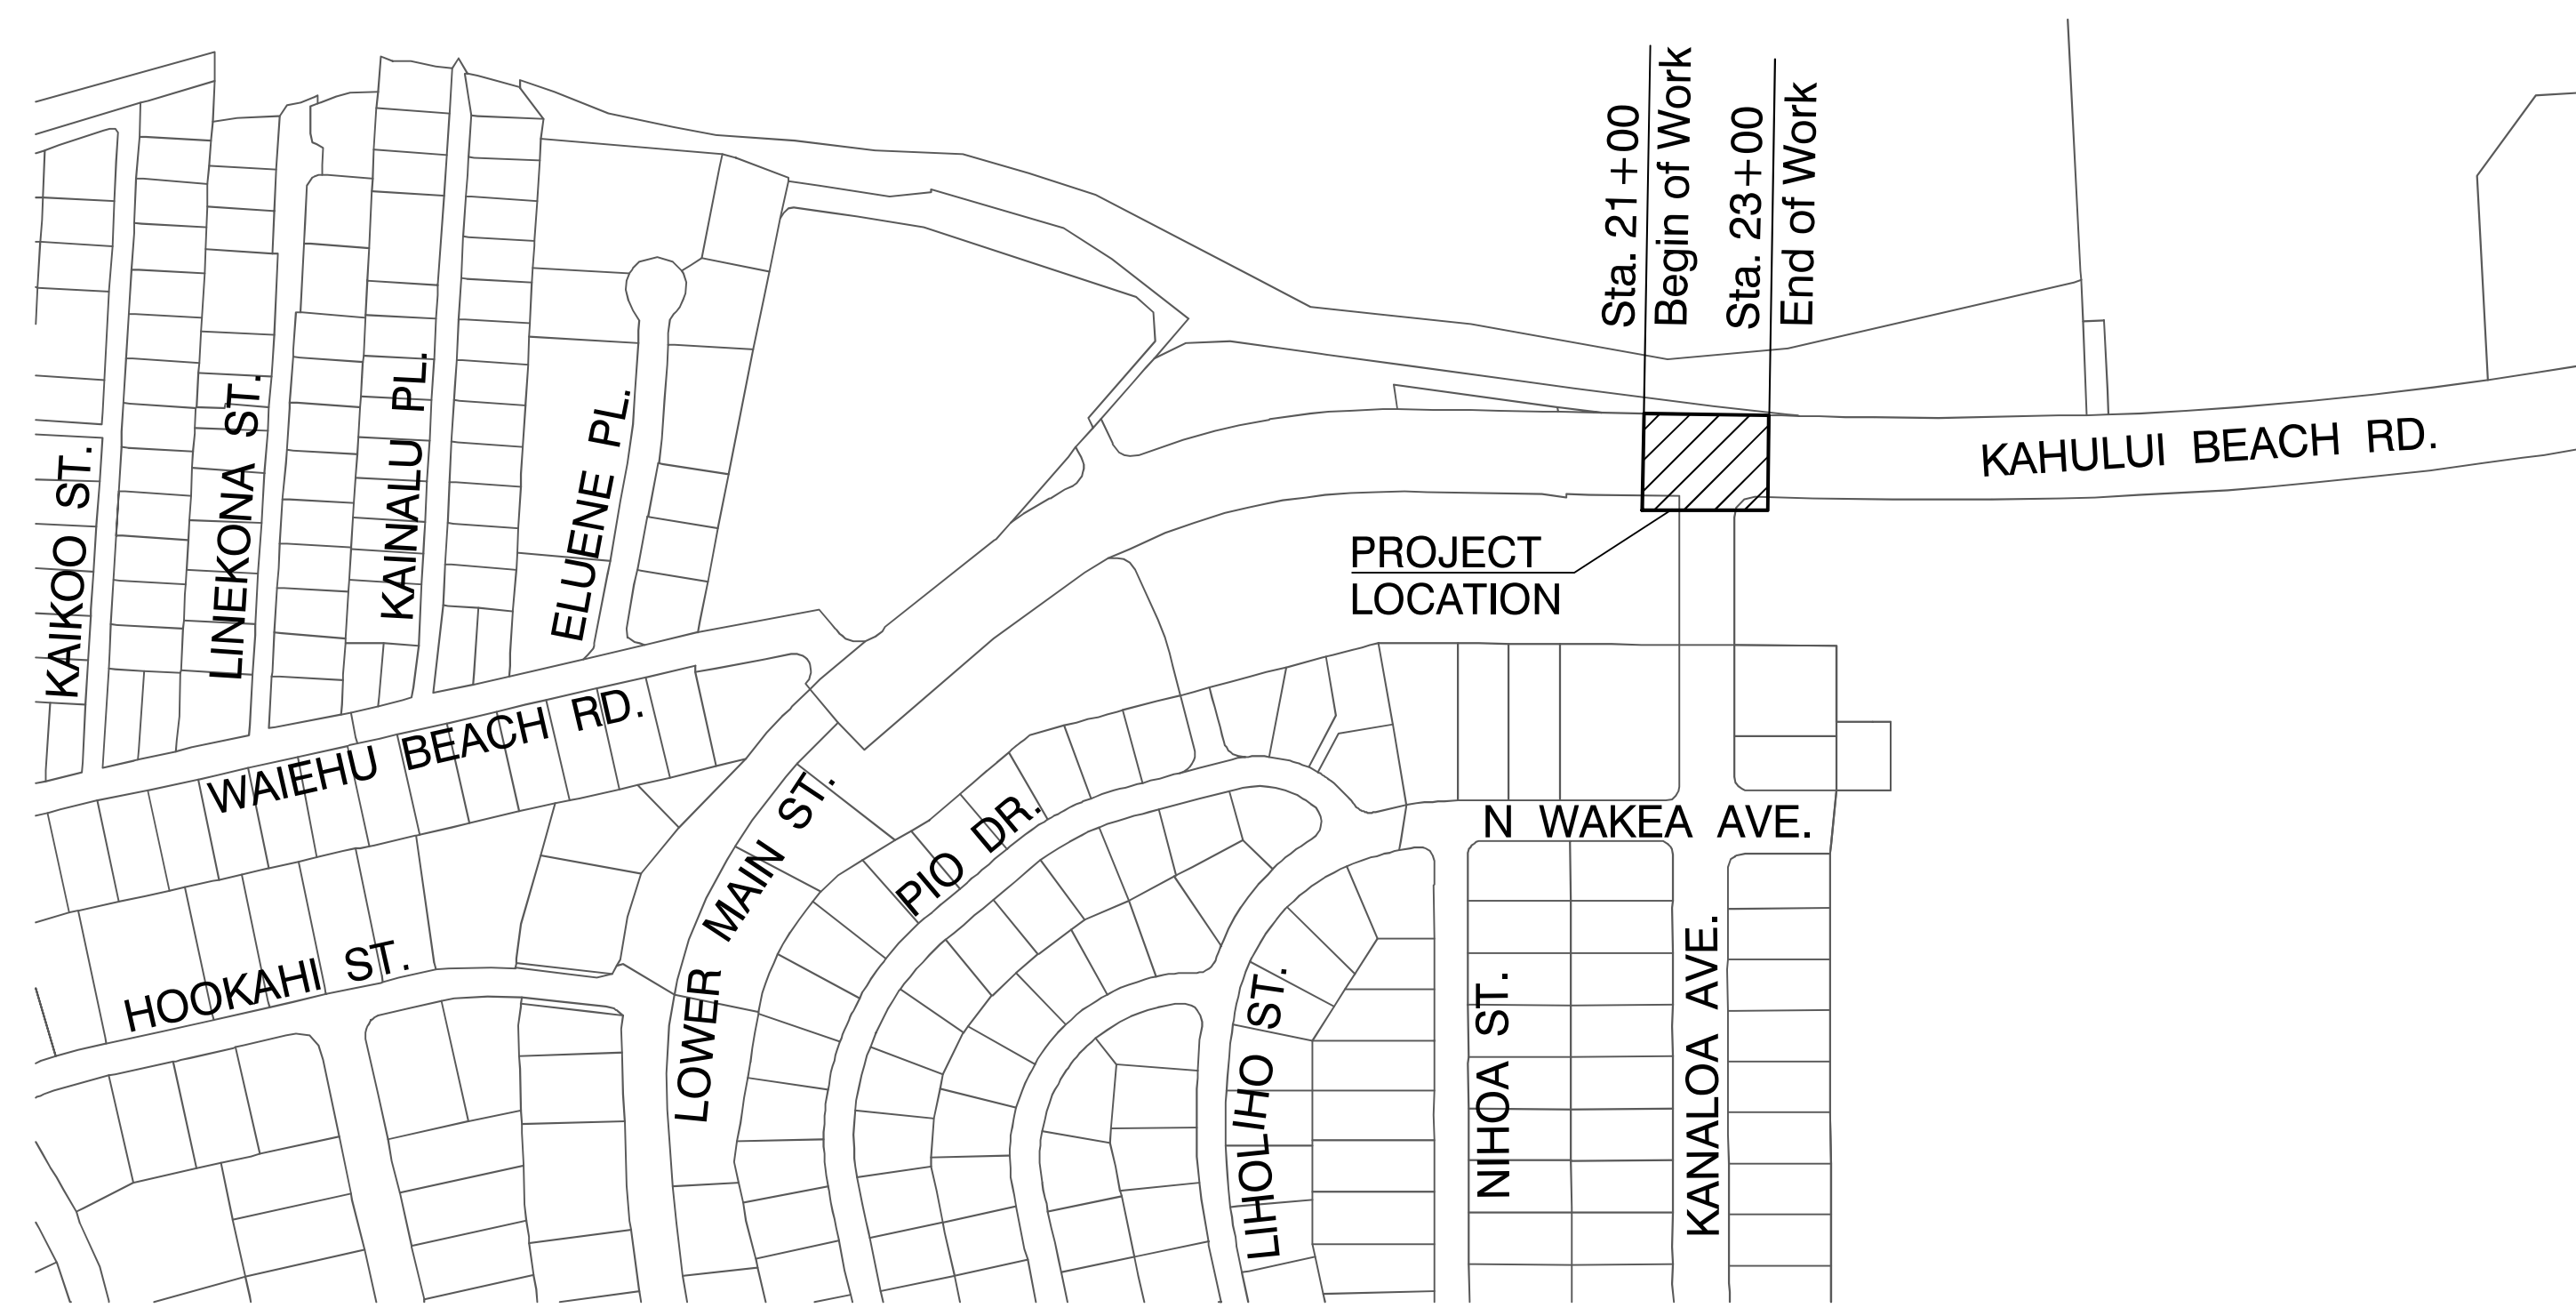 Sta. 21+00
Begin of Work
Sta. 23+00
End of Work
KAHULUI BEACH RD.
PROJECT
LOCATION
KAIKOO ST.
LINEKONA ST.
KAINALU PL.
ELUENE PL.
WAIEHU BEACH RD.
LOWER MAIN ST.
PIO DR.
N WAKEA AVE.
HOOKAHI ST.
LIHOLIHO ST.
NIHOA ST.
KANALOA AVE.